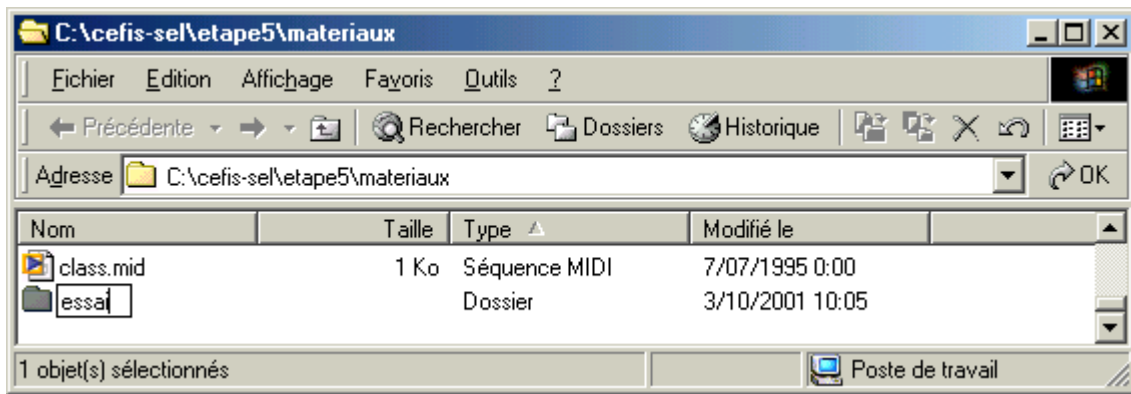 C:\cefis-sel\etape5\materiaux
Fichier Edition Affichage Favoris Outils ?
Précédente Rechercher Dossiers Historique
Adresse C:\cefis-sel\etape5\materiaux OK
Nom Taille Type Modifié le
class.mid 1 Ko Séquence MIDI 7/07/1995 0:00
essai Dossier 3/10/2001 10:05
1 objet(s) sélectionnés Poste de travail